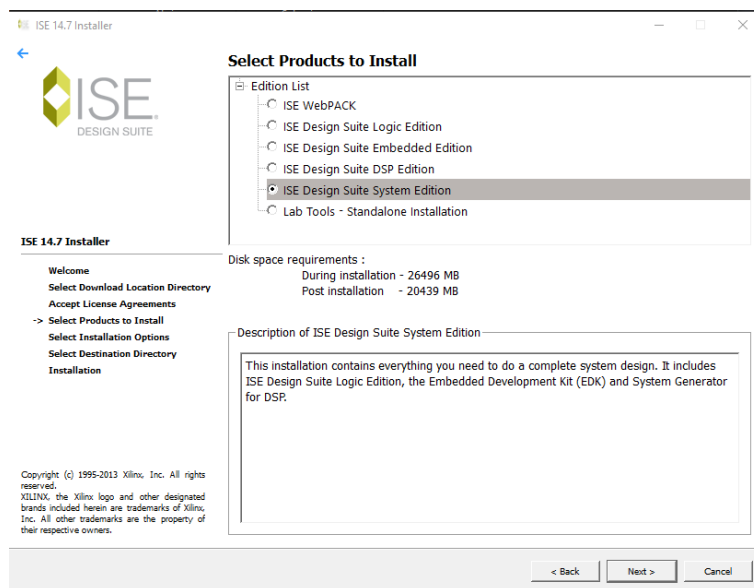 ISE 14.7 Installer
ISE
DESIGN SUITE
Select Products to Install
Edition List
ISE WebPACK
ISE Design Suite Logic Edition
ISE Design Suite Embedded Edition
ISE Design Suite DSP Edition
ISE Design Suite System Edition
Lab Tools - Standalone Installation
ISE 14.7 Installer
Welcome
Select Download Location Directory
Accept License Agreements
-> Select Products to Install
Select Installation Options
Select Destination Directory
Installation
Disk space requirements :
During installation - 26496 MB
Post installation - 20439 MB
Description of ISE Design Suite System Edition
This installation contains everything you need to do a complete system design. It includes
ISE Design Suite Logic Edition, the Embedded Development Kit (EDK) and System Generator
for DSP.
Copyright (c) 1995-2013 Xilinx, Inc. All rights
reserved.
XILINX, the Xilinx logo and other designated
brands included herein are trademarks of Xilinx,
Inc. All other trademarks are the property of
their respective owners.
< Back
Next >
Cancel